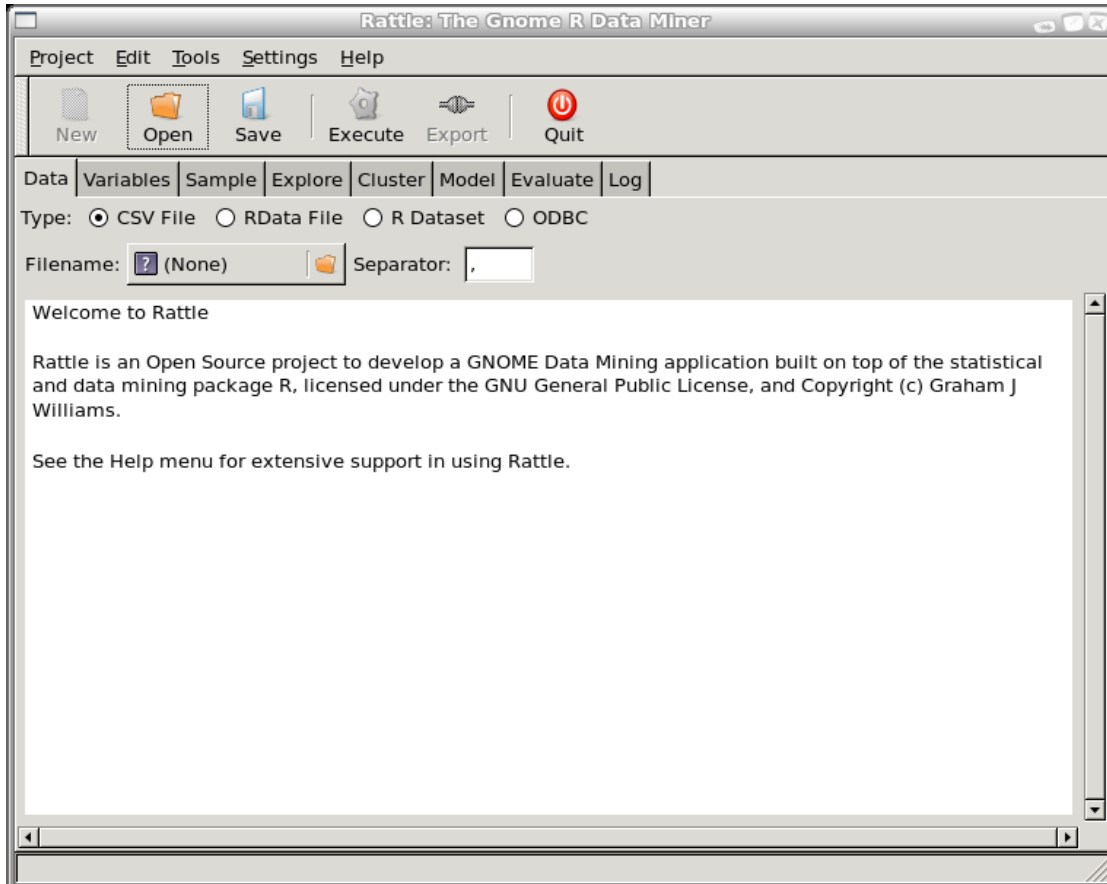 Rattle: The Gnome R Data Miner
Project Edit Tools Settings Help
New Open Save Execute Export Quit
Data Variables Sample Explore Cluster Model Evaluate Log
Type: CSV File RData File R Dataset ODBC
Filename: ? (None) Separator: ,
Welcome to Rattle
Rattle is an Open Source project to develop a GNOME Data Mining application built on top of the statistical
and data mining package R, licensed under the GNU General Public License, and Copyright (c) Graham J
Williams.
See the Help menu for extensive support in using Rattle.